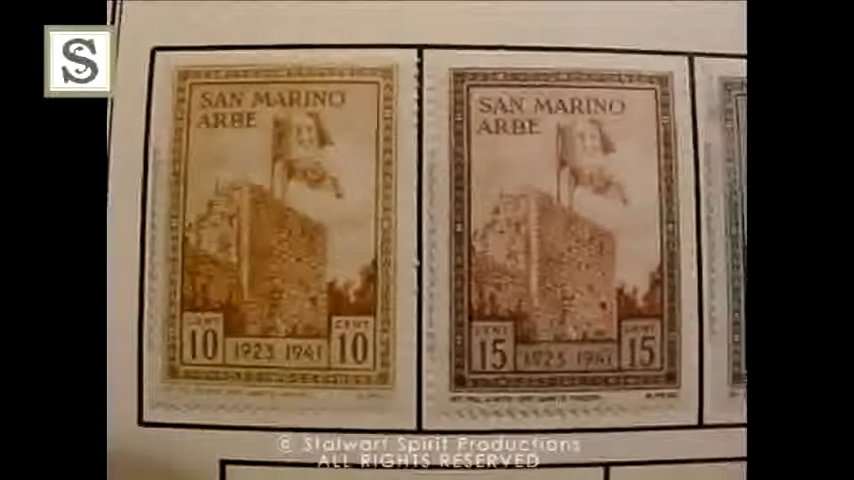 S
SAN MARINO
ARBE
CENT
10
1923 1941
CENT
10
SAN MARINO
ARBE
CENT
15
1923 1941
CENT
15
© Stalwart Spirit Productions
ALL RIGHTS RESERVED